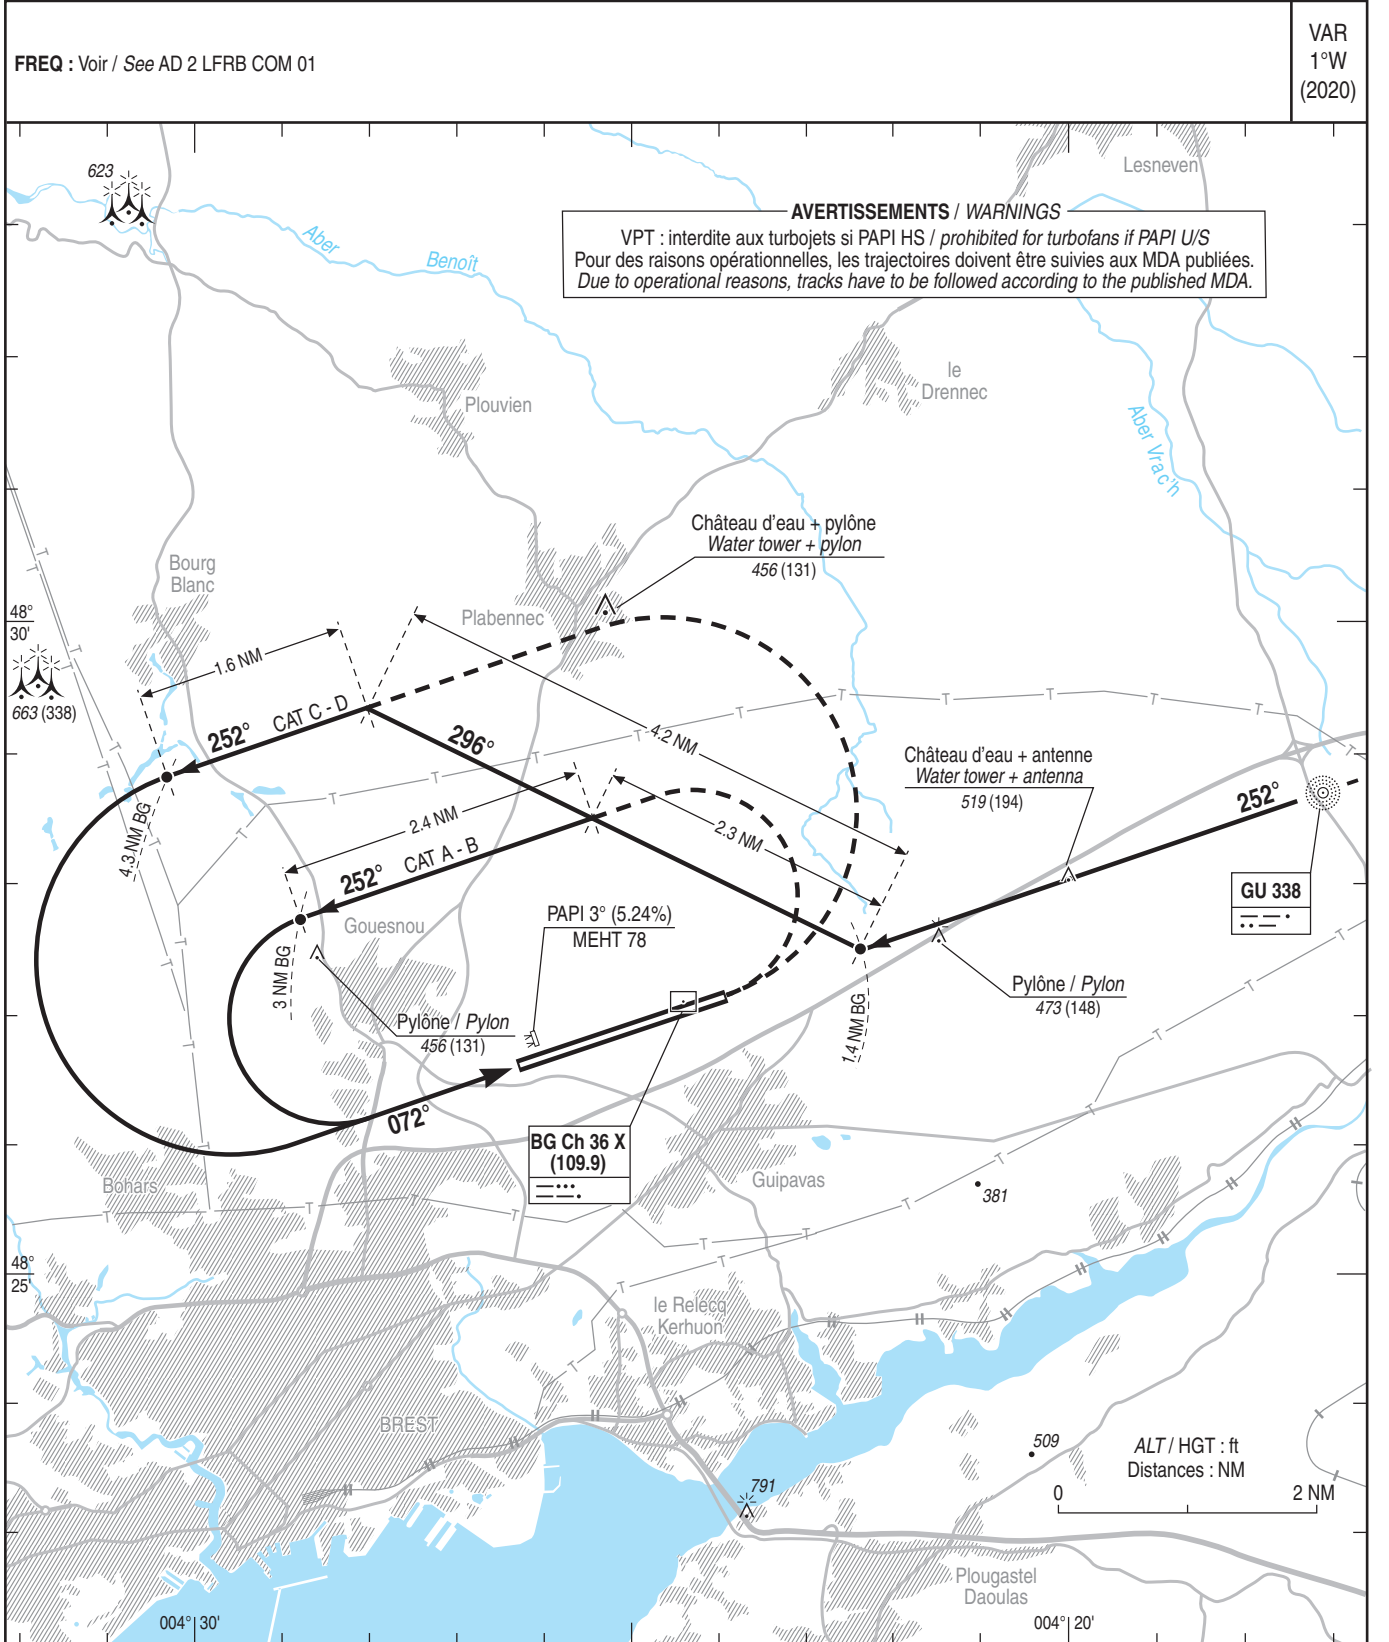 FREQ : Voir / See AD 2 LFRB COM 01
VAR
1°W
(2020)
Lesneven
623
AVERTISSEMENTS / WARNINGS
VPT : interdite aux turbojets si PAPI HS / prohibited for turbofans if PAPI U/S
Pour des raisons opérationnelles, les trajectoires doivent être suivies aux MDA publiées.
Due to operational reasons, tracks have to be followed according to the published MDA.
Aber
Benoît
le
Drennec
Plouvien
Aber Vrac'h
Château d'eau + pylône
Water tower + pylon
456 (131)
Bourg
Blanc
48°
30'
Plabennec
1.6 NM
663 (338)
252°
CAT C - D
296°
4.2 NM
Château d'eau + antenne
Water tower + antenna
519 (194)
252°
4.3 NM BG
2.4 NM
2.3 NM
252°
CAT A - B
GU 338
PAPI 3° (5.24%)
MEHT 78
Gouesnou
3 NM BG
Pylône / Pylon
473 (148)
Pylône / Pylon
456 (131)
1.4 NM BG
072°
BG Ch 36 X
(109.9)
Guipavas
Bohars
381
48°
25'
le Relecq
Kerhuon
BREST
509
ALT / HGT : ft
Distances : NM
0
2 NM
791
Plougastel
Daoulas
004° 30'
004° 20'